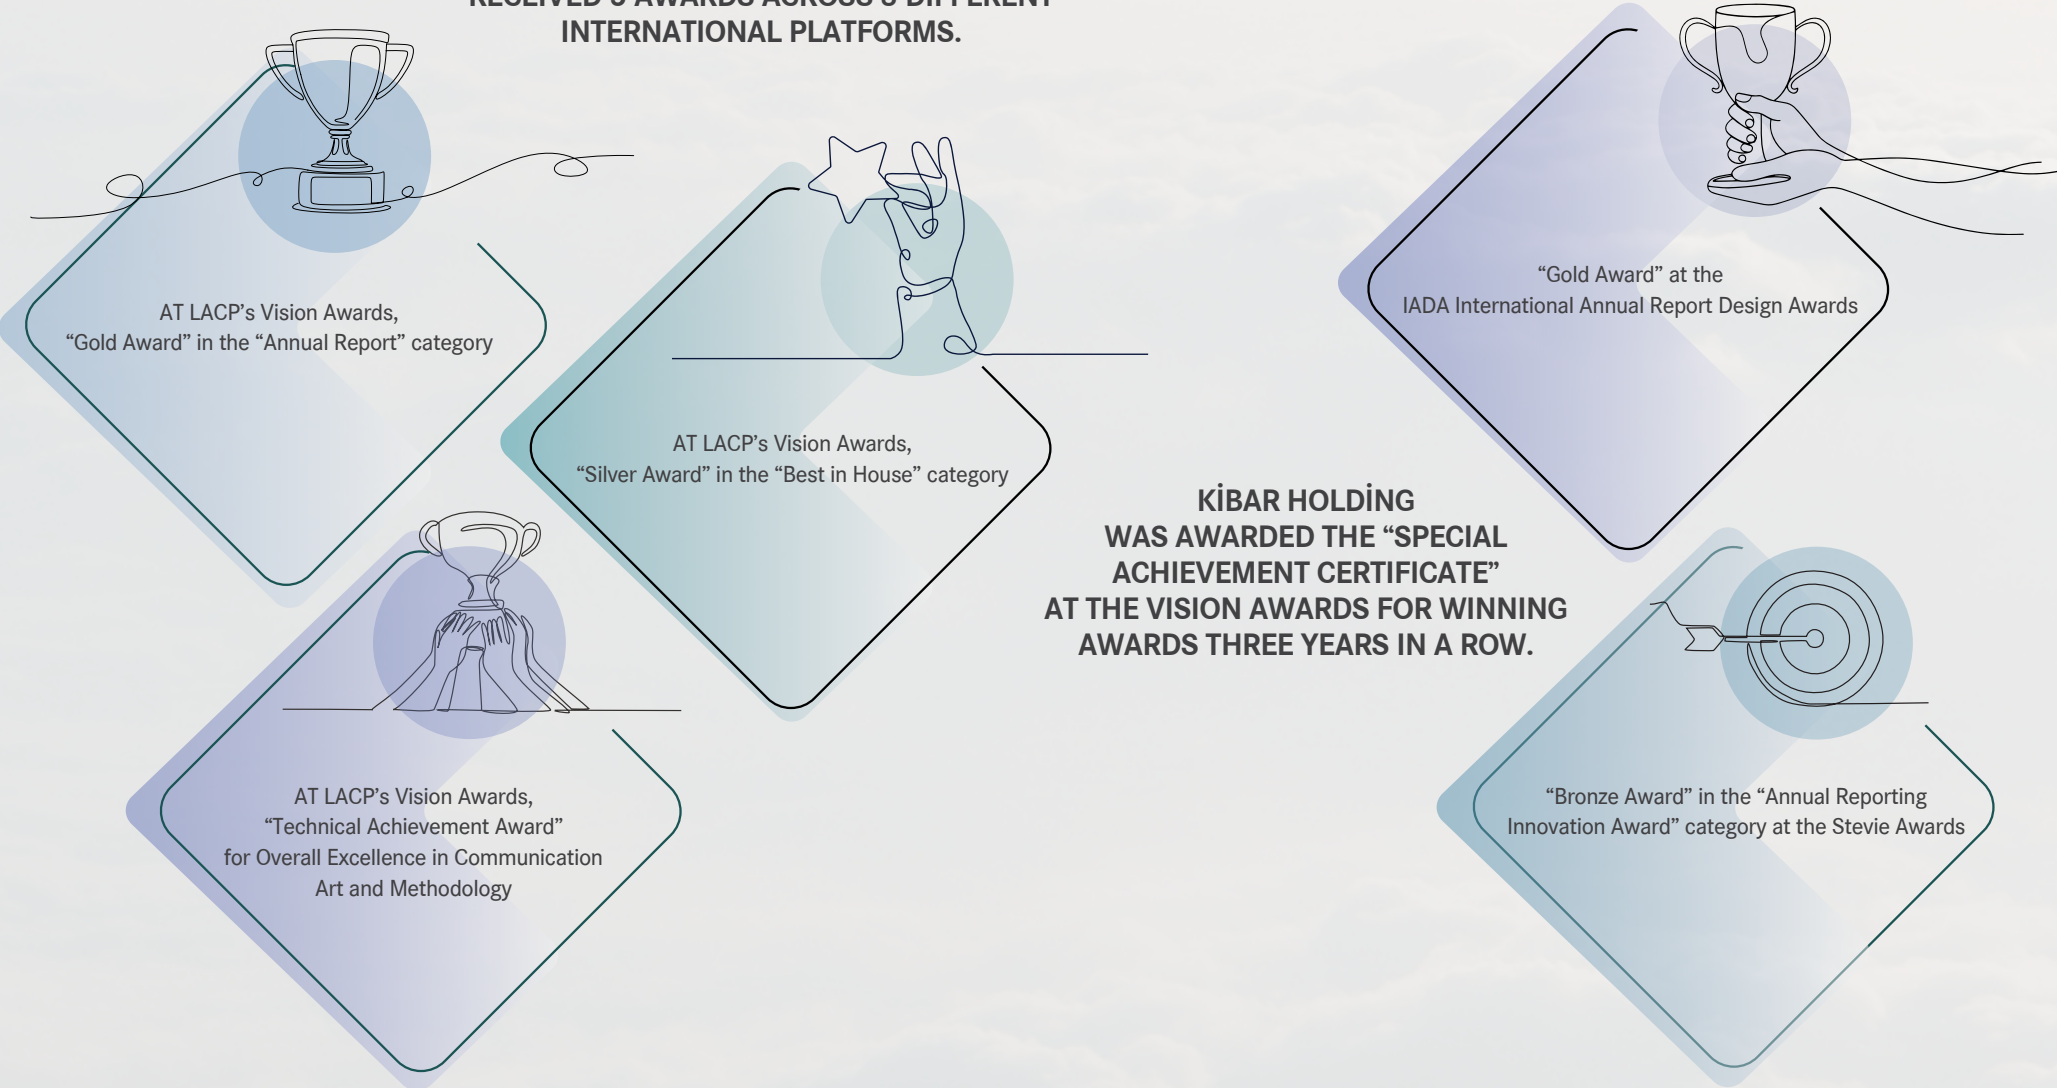 RECEIVED AWARDS ACROSS DIFFERENT
INTERNATIONAL PLATFORMS.
AT LACP’s Vision Awards,
“Gold Award” in the “Annual Report” category
AT LACP’s Vision Awards,
“Silver Award” in the “Best in House” category
AT LACP’s Vision Awards,
“Technical Achievement Award”
for Overall Excellence in Communication
Art and Methodology
KİBAR HOLDİNG
WAS AWARDED THE “SPECIAL
ACHIEVEMENT CERTIFICATE”
AT THE VISION AWARDS FOR WINNING
AWARDS THREE YEARS IN A ROW.
“Gold Award” at the
IADA International Annual Report Design Awards
“Bronze Award” in the “Annual Reporting
Innovation Award” category at the Stevie Awards